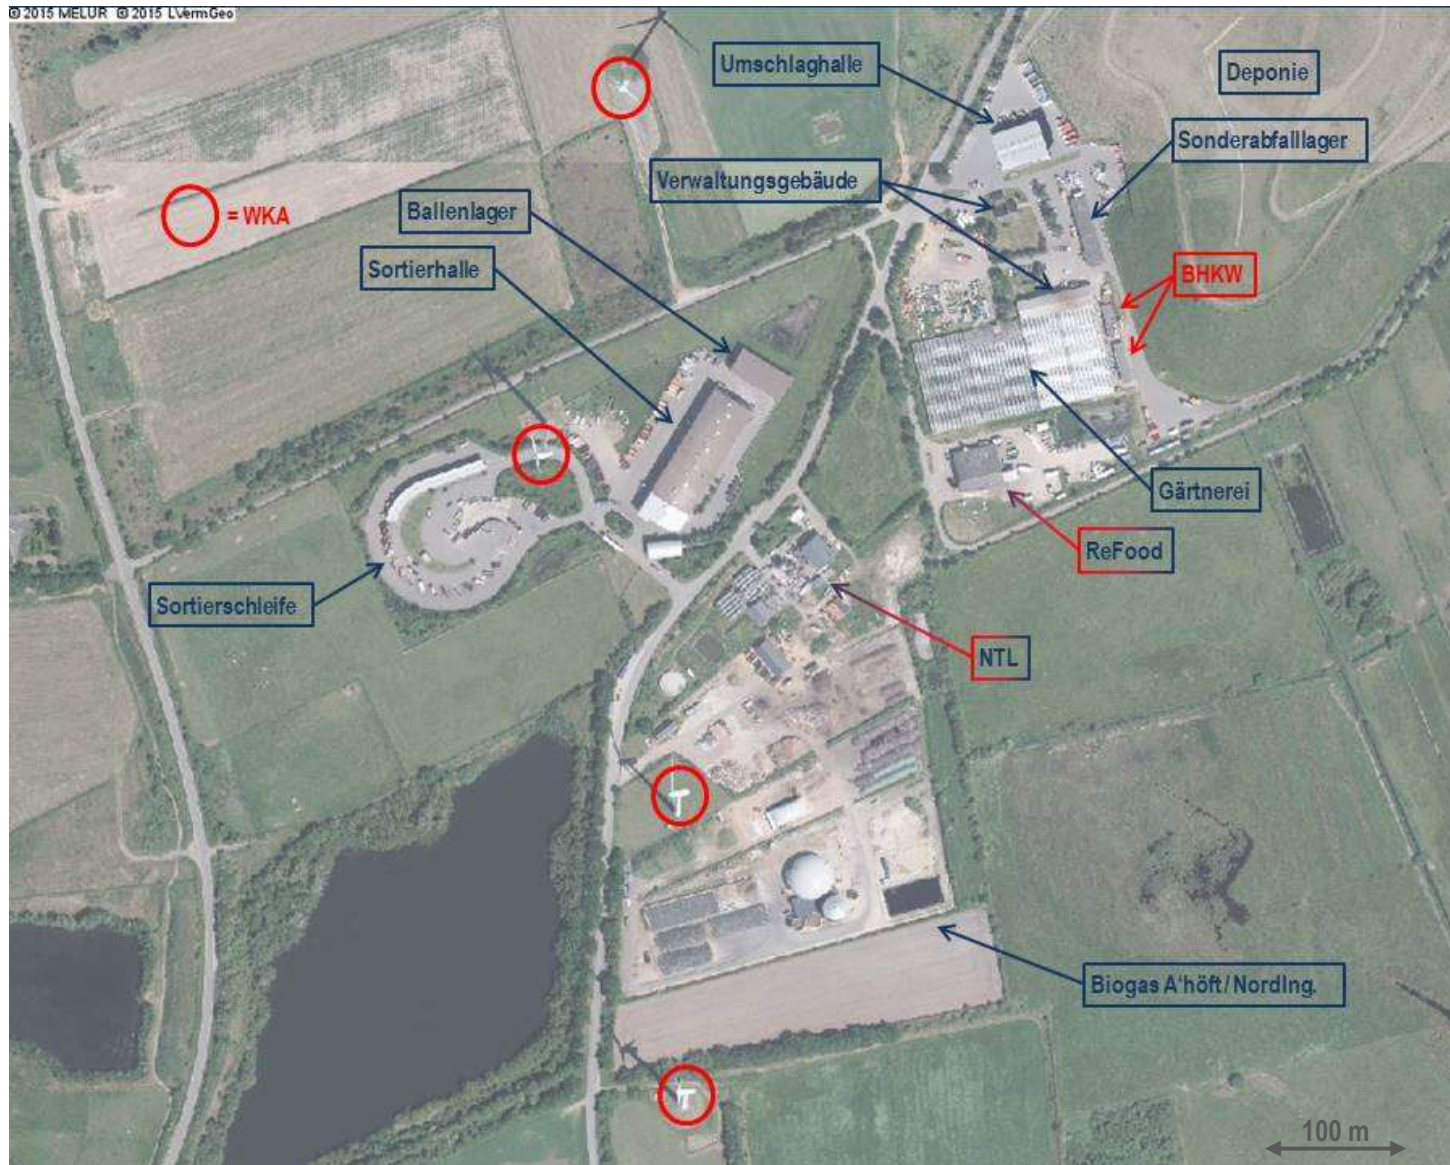 © 2015 MELUR © 2015 LVermGeo
Umschlaghalle
Deponie
Sonderabfalllager
Verwaltungsgebäude
Ballenlager
= WKA
Sortierhalle
BHKW
Gärtnerei
ReFood
Sortierschleife
NTL
Biogas A'höft / Nordlng.
100 m